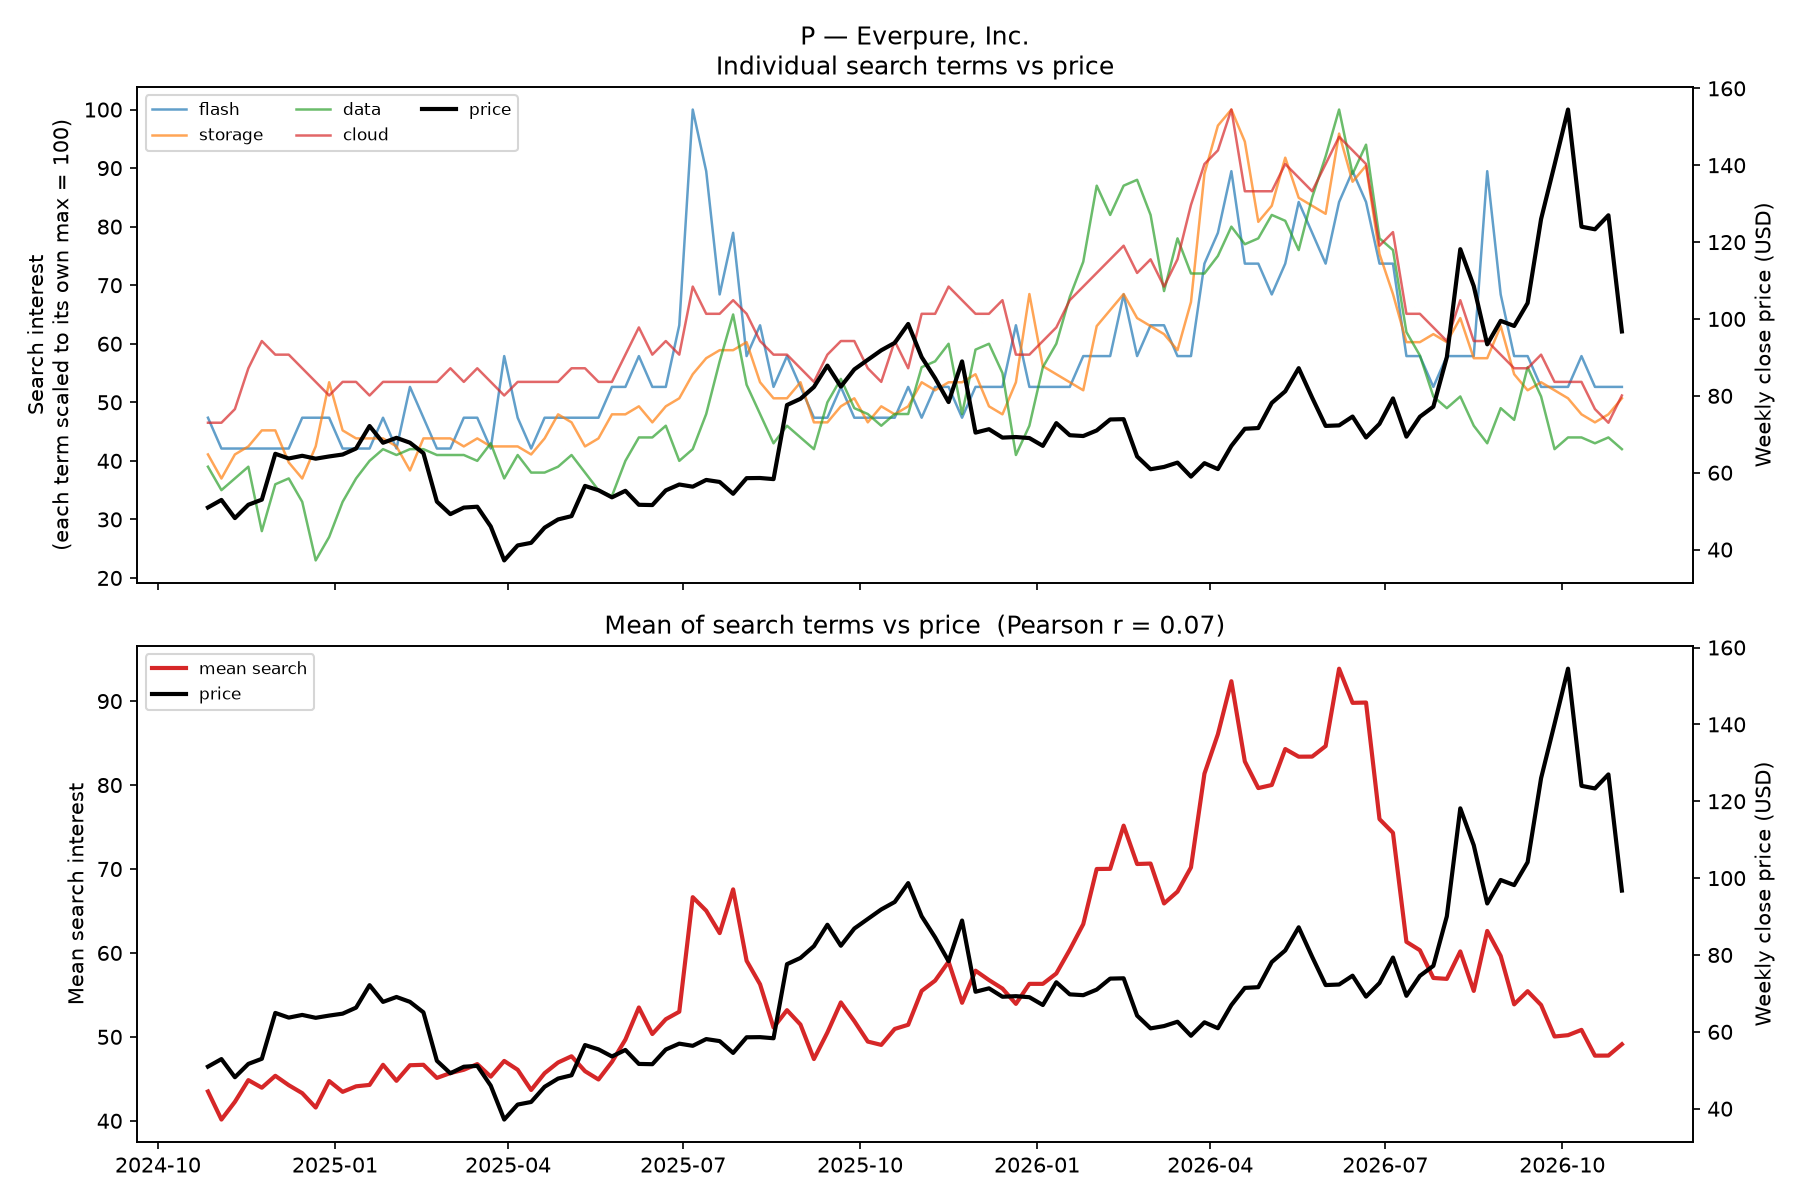 P — Everpure, Inc.
Individual search terms vs price
flash
storage
data
cloud
price
Search interest
(each term scaled to its own max = 100)
100
90
80
70
60
50
40
30
20
160
140
120
100
80
60
40
Weekly close price (USD)
Mean of search terms vs price (Pearson r = 0.07)
mean search
price
Mean search interest
90
80
70
60
50
40
160
140
120
100
80
60
40
Weekly close price (USD)
2024-10
2025-01
2025-04
2025-07
2025-10
2026-01
2026-04
2026-07
2026-10